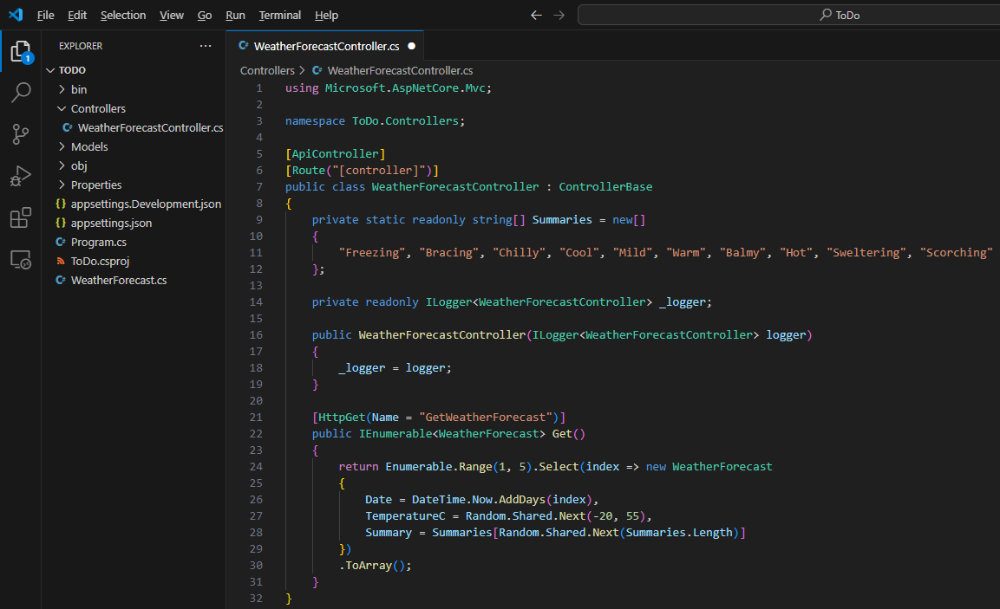 File Edit Selection View Go Run Terminal Help ToDo
EXPLORER ...
1
TODO
bin
Controllers
WeatherForecastController.cs
Models
obj
Properties
{} appsettings.Development.json
{} appsettings.json
C# Program.cs
ToDo.csproj
C# WeatherForecast.cs
C# WeatherForecastController.cs
Controllers > C# WeatherForecastController.cs
1 using Microsoft.AspNetCore.Mvc;
2
3 namespace ToDo.Controllers;
4
5 [ApiController]
6 [Route("[controller]")]
7 public class WeatherForecastController : ControllerBase
8 {
9     private static readonly string[] Summaries = new[]
10     {
11         "Freezing", "Bracing", "Chilly", "Cool", "Mild", "Warm", "Balmy", "Hot", "Sweltering", "Scorching"
12     };
13
14     private readonly ILogger<WeatherForecastController> _logger;
15
16     public WeatherForecastController(ILogger<WeatherForecastController> logger)
17     {
18         _logger = logger;
19     }
20
21     [HttpGet(Name = "GetWeatherForecast")]
22     public IEnumerable<WeatherForecast> Get()
23     {
24         return Enumerable.Range(1, 5).Select(index => new WeatherForecast
25         {
26             Date = DateTime.Now.AddDays(index),
27             TemperatureC = Random.Shared.Next(-20, 55),
28             Summary = Summaries[Random.Shared.Next(Summaries.Length)]
29         })
30         .ToArray();
31     }
32 }